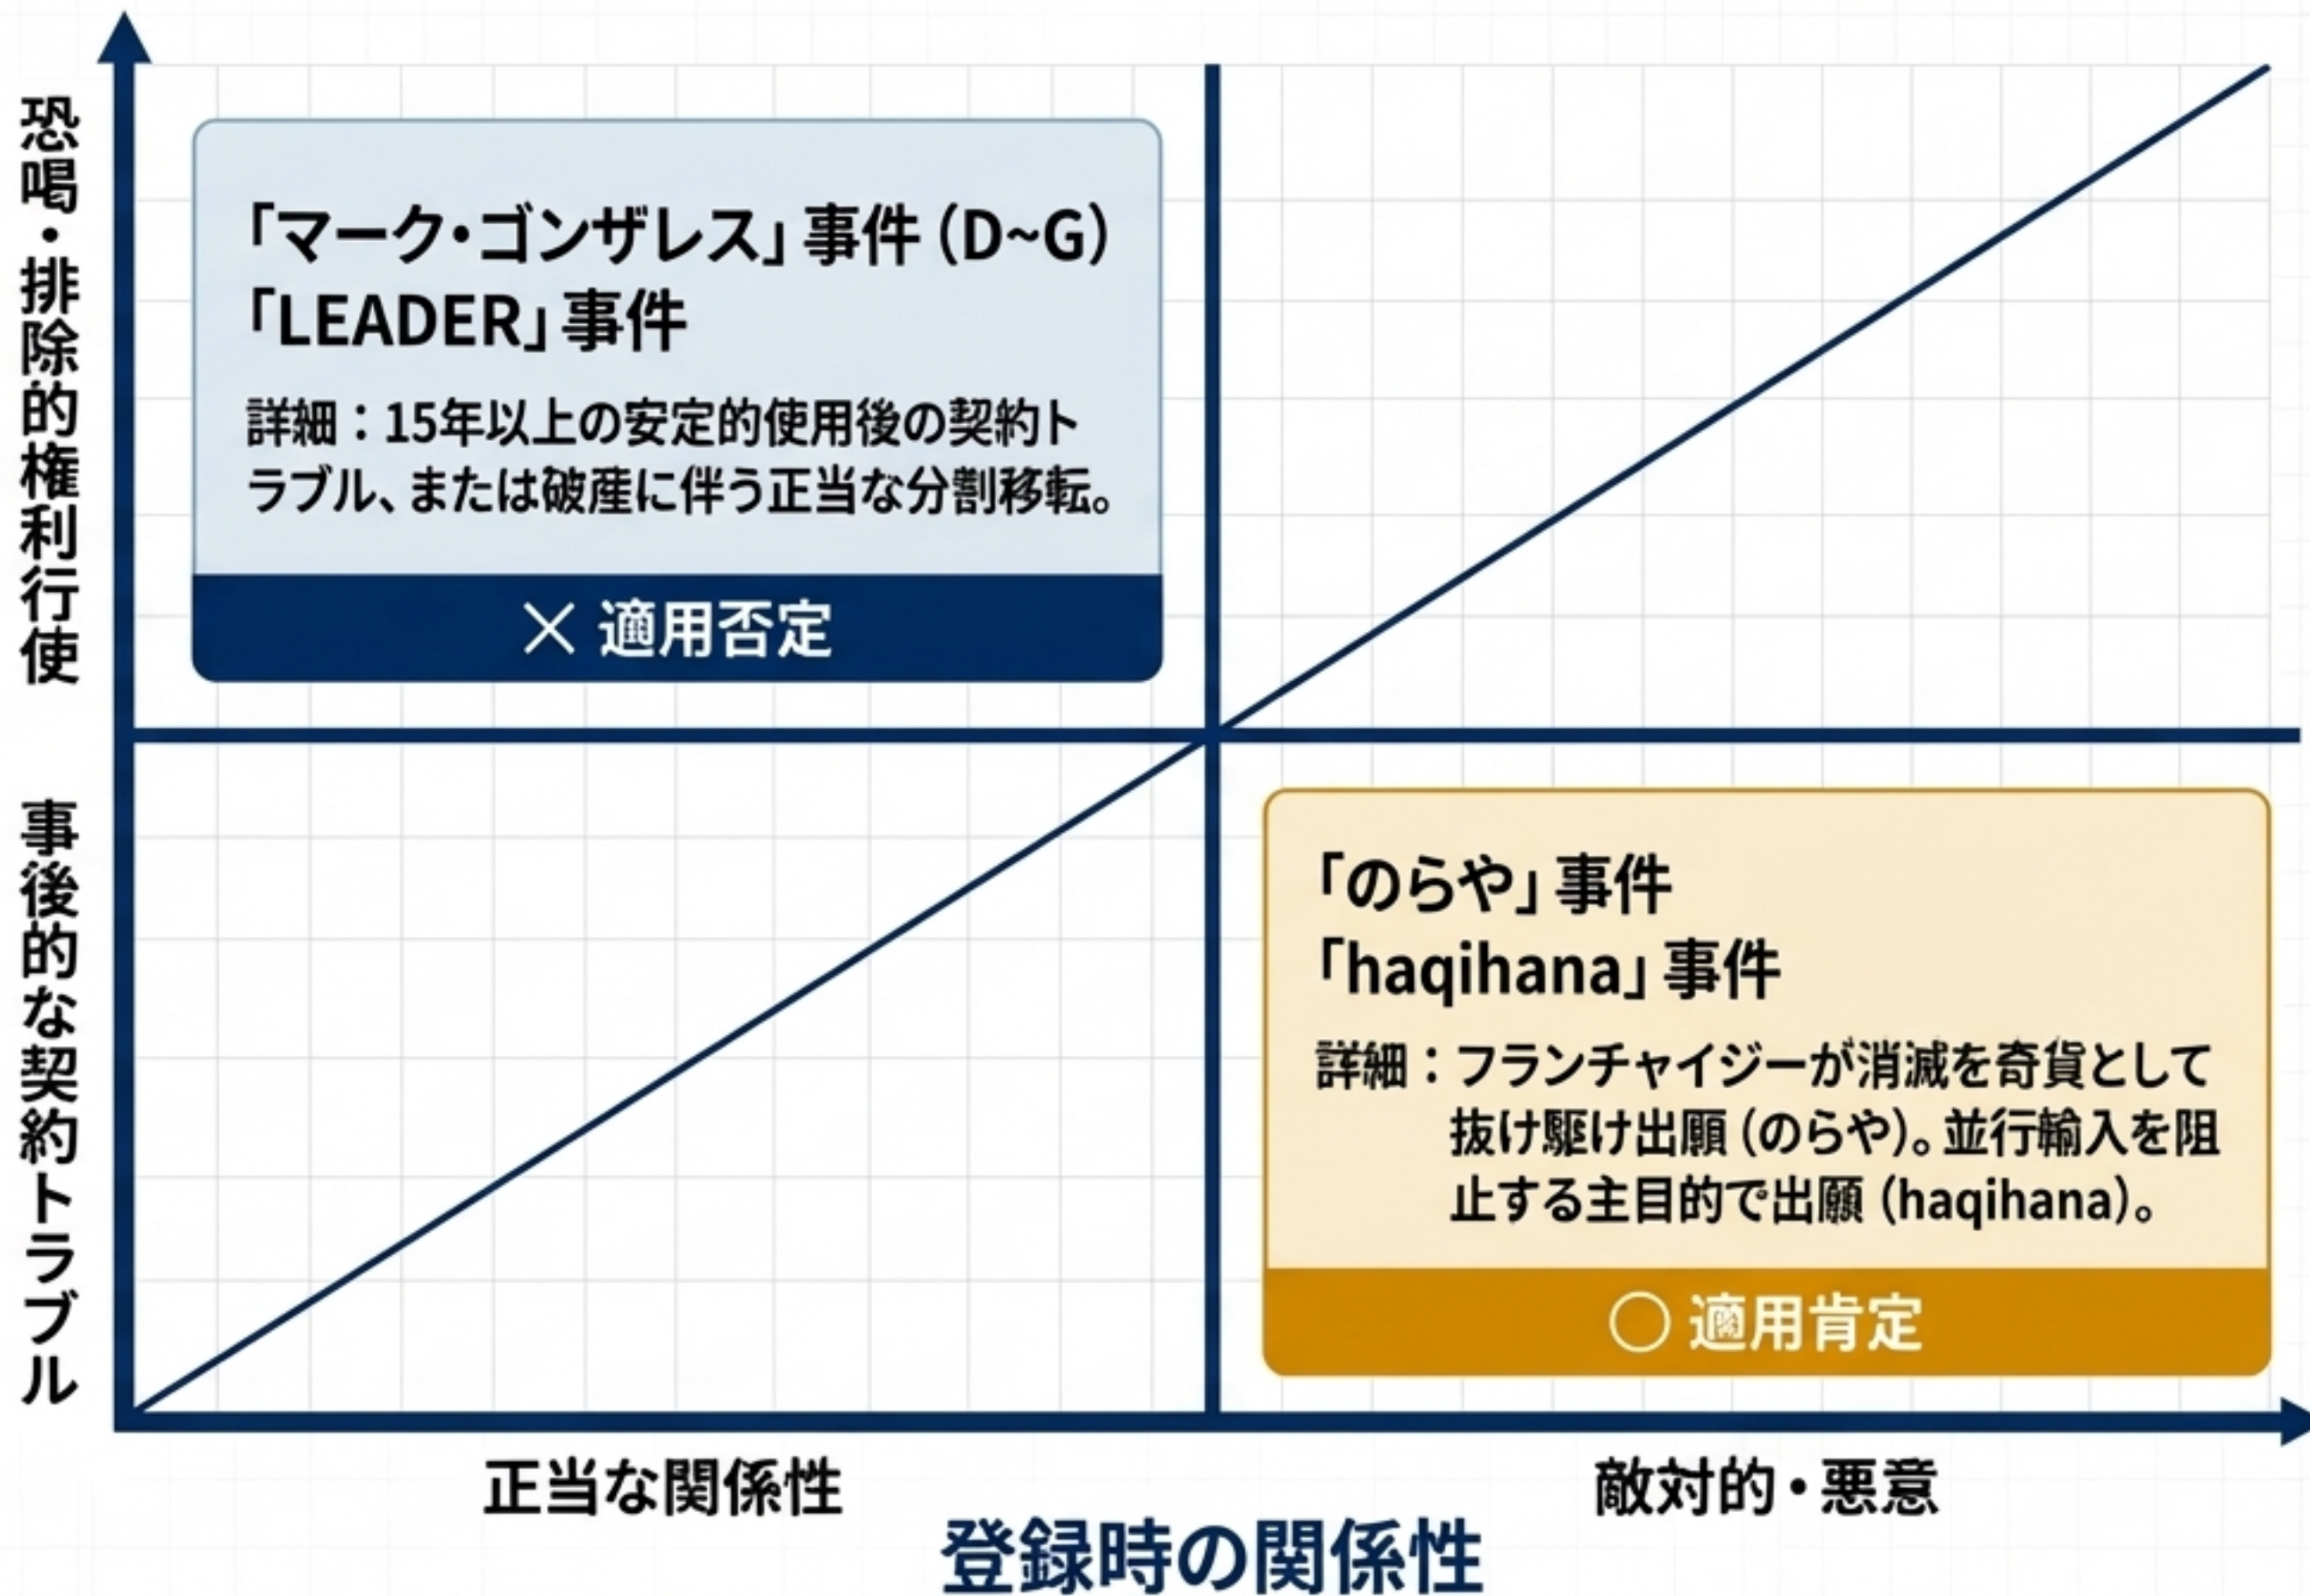 恐喝・排除的権利行使
「マーク・ゴンザレス」事件（D~G）
「LEADER」事件
詳細：15年以上の安定的使用後の契約ト
ラブル、または破産に伴う正当な分割移転。
× 適用否定
事後的な契約トラブル
「のらや」事件
「haqihana」事件
詳細：フランチャイジーが消滅を奇貨として
抜け駆け出願（のらや）。並行輸入を阻
止する主目的で出願（haqihana）。
○ 適用肯定
正当な関係性
敵対的・悪意
登録時の関係性